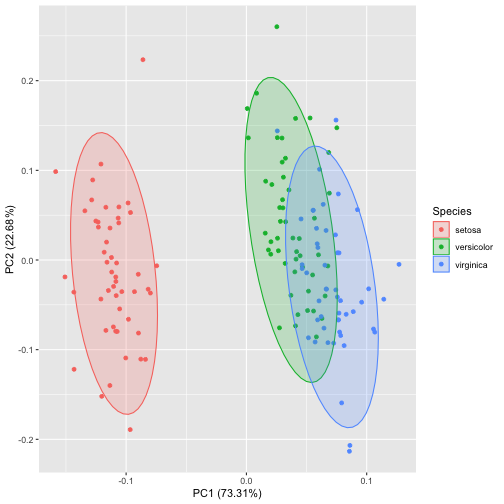 0.2
0.1
0.0
-0.1
-0.2
-0.1
0.0
0.1
PC1 (73.31%)
PC2 (22.68%)
Species
setosa
versicolor
virginica